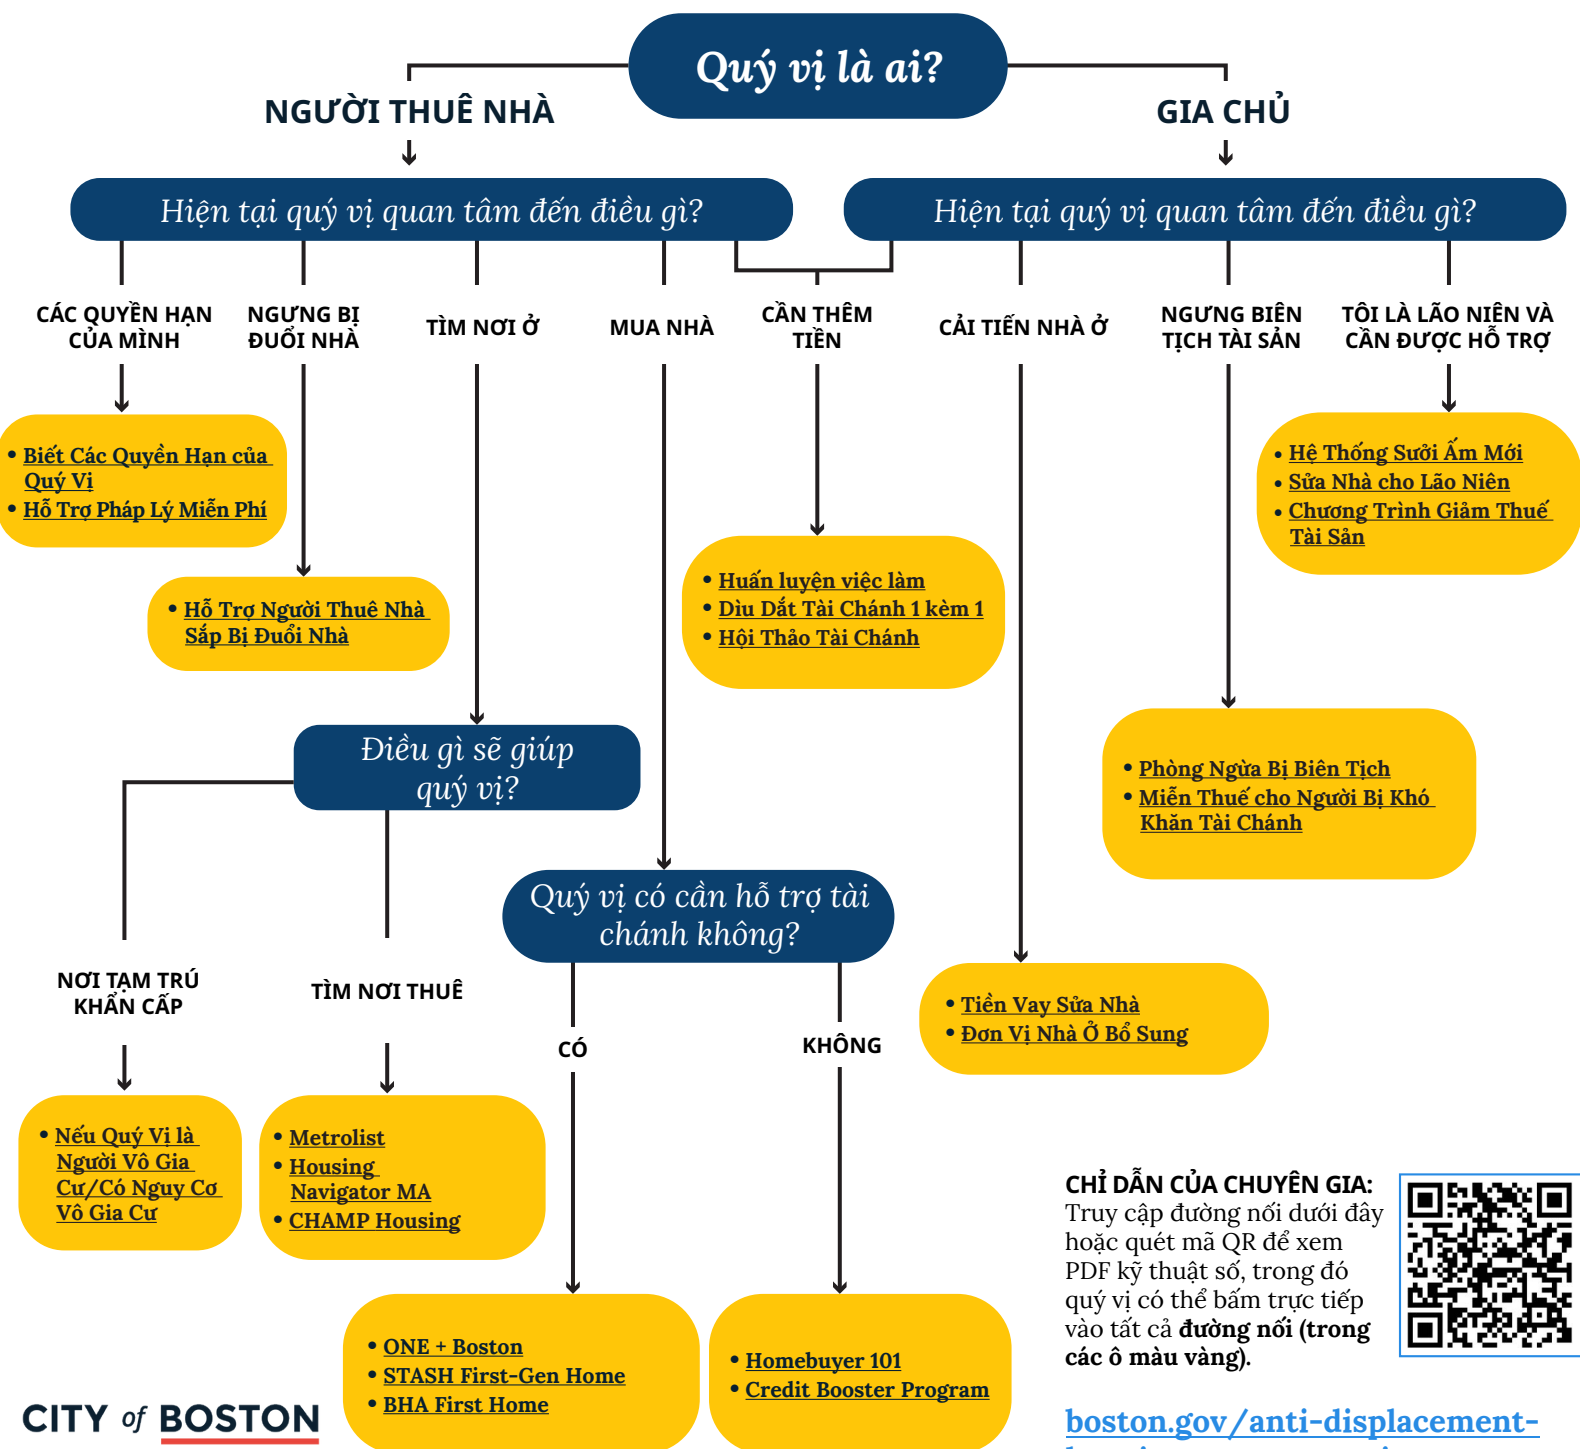 Quý vị là ai?
NGƯỜI THUÊ NHÀ
GIA CHỦ
Hiện tại quý vị quan tâm đến điều gì?
Hiện tại quý vị quan tâm đến điều gì?
CÁC QUYỀN HẠN
CỦA MÌNH
NGƯNG BỊ
ĐUỔI NHÀ
TÌM NƠI Ở
MUA NHÀ
CẦN THÊM
TIỀN
CẢI TIẾN NHÀ Ở
NGƯNG BIÊN
TỊCH TÀI SẢN
TÔI LÀ LÃO NIÊN VÀ
CẦN ĐƯỢC HỖ TRỢ
• Biết Các Quyền Hạn của
Quý Vị
• Hỗ Trợ Pháp Lý Miễn Phí
• Hệ Thống Sưởi Ấm Mới
• Sửa Nhà cho Lão Niên
• Chương Trình Giảm Thuế
Tài Sản
• Hỗ Trợ Người Thuê Nhà
Sắp Bị Đuổi Nhà
• Huấn luyện việc làm
• Dìu Dắt Tài Chánh 1 kèm 1
• Hội Thảo Tài Chánh
Điều gì sẽ giúp
quý vị?
• Phòng Ngừa Bị Biên Tịch
• Miễn Thuế cho Người Bị Khó
Khăn Tài Chánh
Quý vị có cần hỗ trợ tài
chánh không?
NƠI TẠM TRÚ
KHẨN CẤP
TÌM NƠI THUÊ
CÓ
KHÔNG
• Tiền Vay Sửa Nhà
• Đơn Vị Nhà Ở Bổ Sung
• Nếu Quý Vị là
Người Vô Gia
Cư/Có Nguy Cơ
Vô Gia Cư
• Metrolist
• Housing
Navigator MA
• CHAMP Housing
• ONE + Boston
• STASH First-Gen Home
• BHA First Home
• Homebuyer 101
• Credit Booster Program
CHỈ DẪN CỦA CHUYÊN GIA:
Truy cập đường nối dưới đây
hoặc quét mã QR để xem
PDF kỹ thuật số, trong đó
quý vị có thể bấm trực tiếp
vào tất cả đường nối (trong
các ô màu vàng).
boston.gov/anti-displacement-
CITY of BOSTON